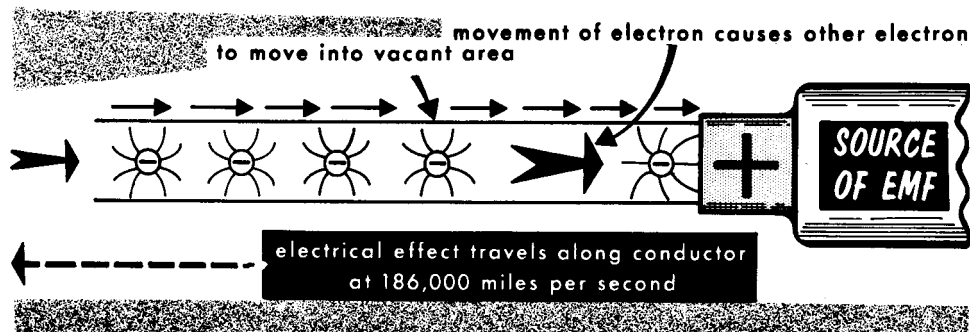 movement of electron causes other electron
to move into vacant area
SOURCE
OF EMF
electrical effect travels along conductor
at 186,000 miles per second